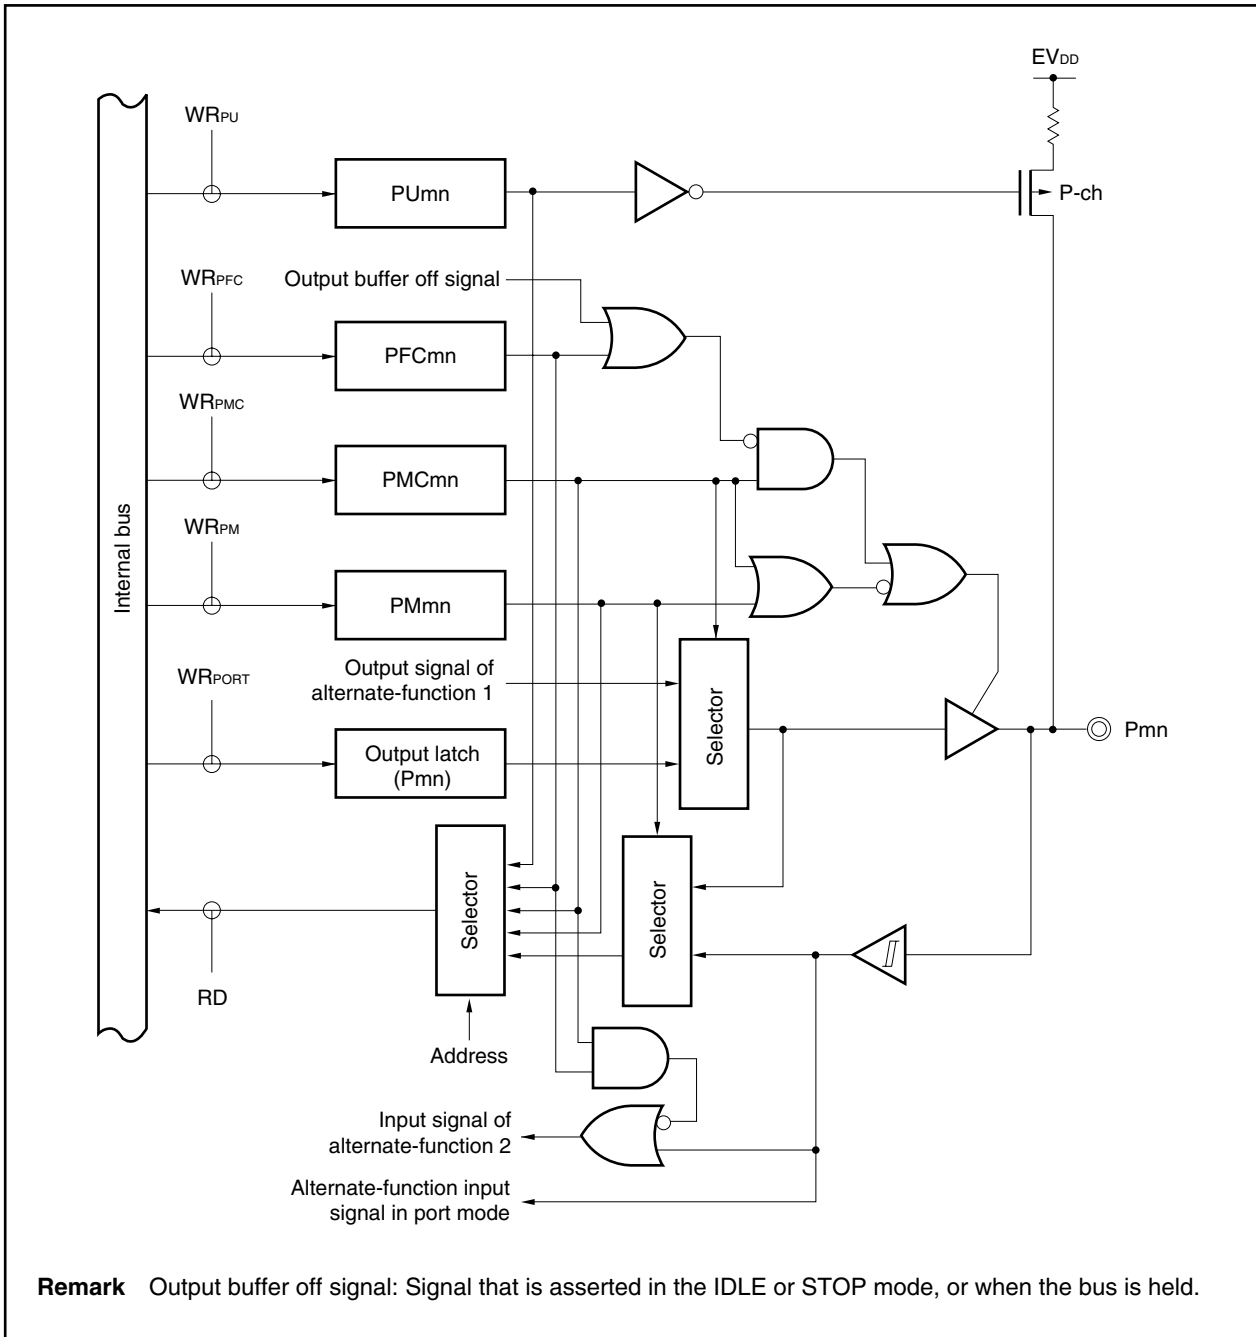 EVDD
WRPU
PUmn
P-ch
WRPFC
Output buffer off signal
PFCmn
WRPMC
PMCmn
WRPM
Internal bus
PMmn
Output signal of
alternate-function 1
WRPORT
Selector
Output latch
(Pmn)
Pmn
Selector
Selector
RD
Address
Input signal of
alternate-function 2
Alternate-function input
signal in port mode
Remark Output buffer off signal: Signal that is asserted in the IDLE or STOP mode, or when the bus is held.